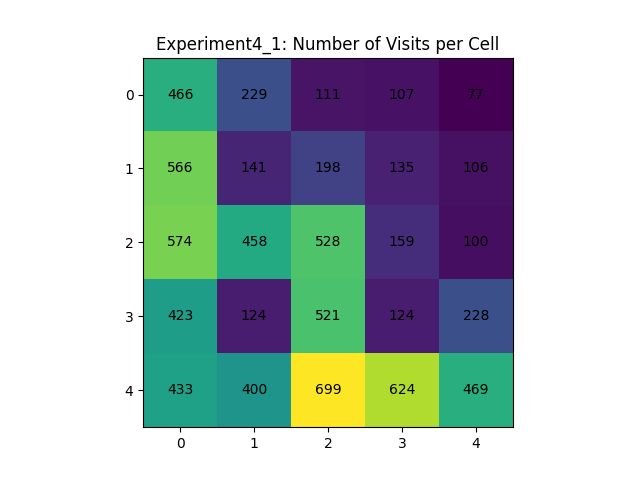 Experiment4_1: Number of Visits per Cell
0 466 229 111 107 77
1 566 141 198 135 106
2 574 458 528 159 100
3 423 124 521 124 228
4 433 400 699 624 469
0 1 2 3 4